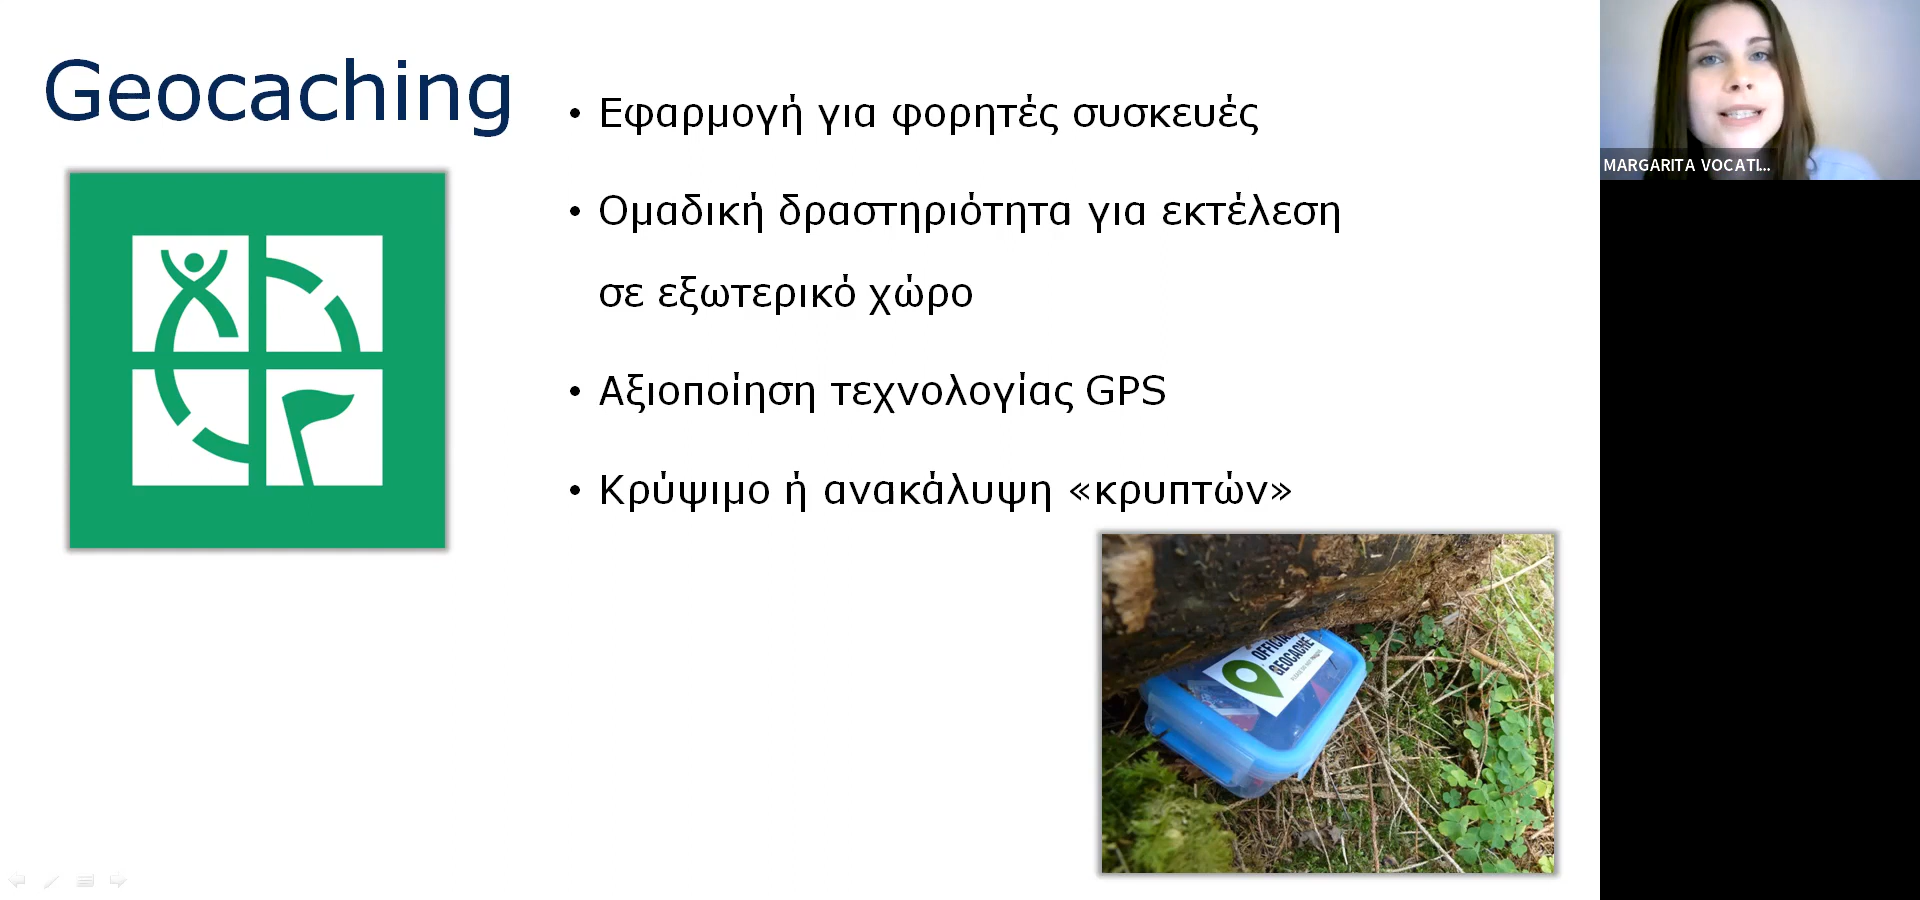 Geocaching
• Εφαρμογή για φορητές συσκευές
• Ομαδική δραστηριότητα για εκτέλεση
σε εξωτερικό χώρο
• Αξιοποίηση τεχνολογίας GPS
• Κρύψιμο ή ανακάλυψη «κρυπτών»
GEOCACHE
MARGARITA VOCATI...